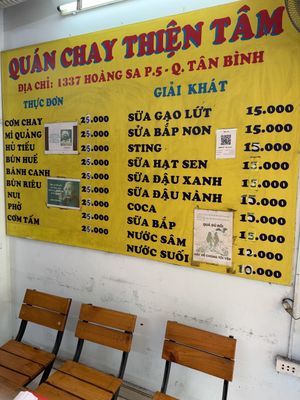 QUÁN CHAY THIỆN TÂM
ĐỊA CHỈ: 1337 HOÀNG SA P.5 - Q. TÂN BÌNH
THỰC ĐƠN
CƠM CHAY 25.000
MÌ QUẢNG 25.000
HỦ TIẾU 25.000
BÚN HUẾ 25.000
BÁNH CANH 25.000
BÚN RIÊU 25.000
NUI 25.000
PHỞ 25.000
CƠM TẤM 25.000
GIẢI KHÁT
SỮA GẠO LỨT 15.000
SỮA BẮP NON 15.000
STING 15.000
SỮA HẠT SEN 15.000
SỮA ĐẬU XANH 15.000
SỮA ĐẬU NÀNH 15.000
COCA 15.000
SỮA BẮP 15.000
NƯỚC SÂM 12.000
NƯỚC SUỐI 10.000